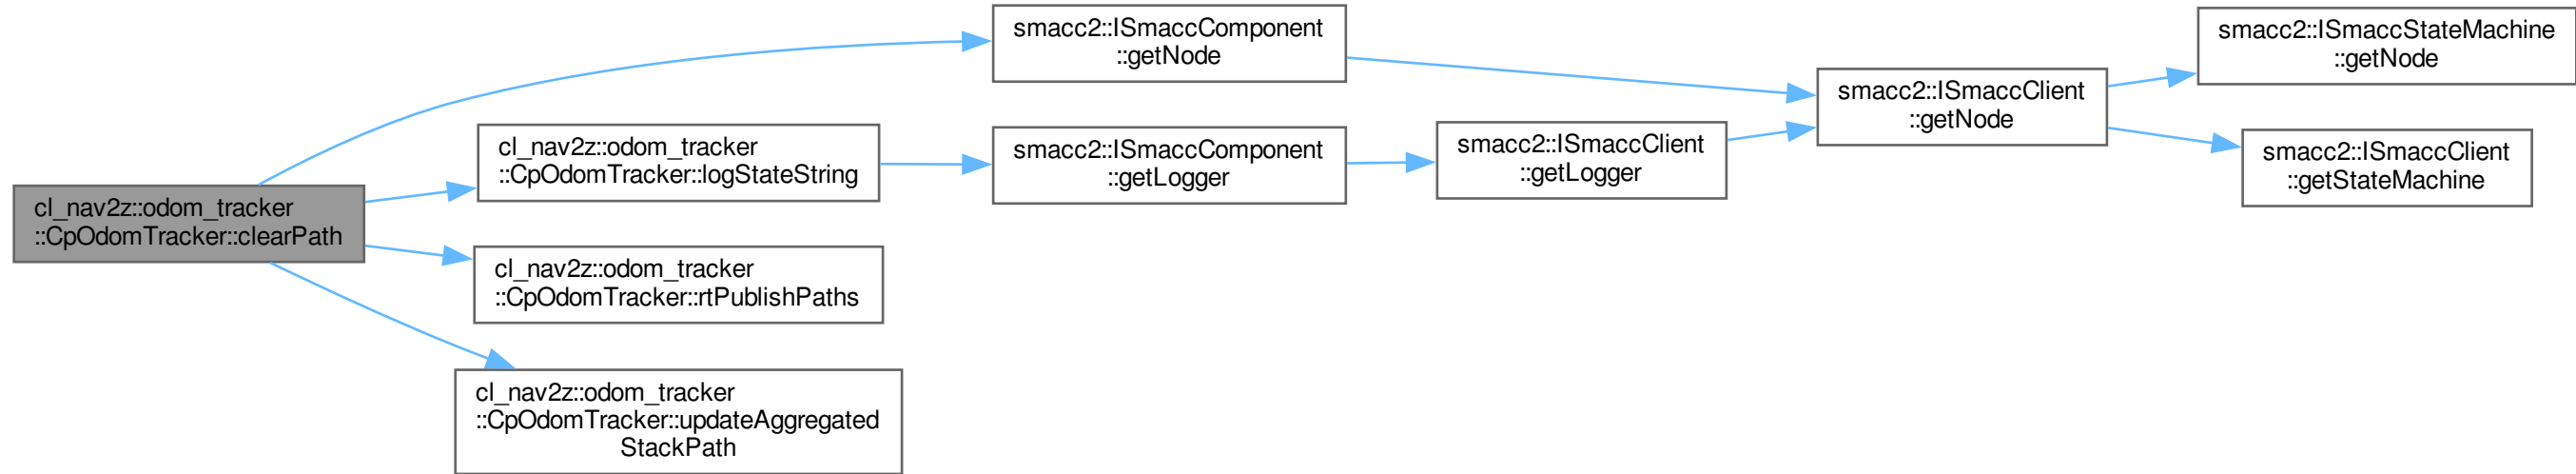 cl_nav2z::odom_tracker
::CpOdomTracker::clearPath
smacc2::ISmaccComponent
::getNode
cl_nav2z::odom_tracker
::CpOdomTracker::logStateString
cl_nav2z::odom_tracker
::CpOdomTracker::rtPublishPaths
cl_nav2z::odom_tracker
::CpOdomTracker::updateAggregated
StackPath
smacc2::ISmaccComponent
::getLogger
smacc2::ISmaccClient
::getLogger
smacc2::ISmaccClient
::getNode
smacc2::ISmaccStateMachine
::getNode
smacc2::ISmaccClient
::getStateMachine